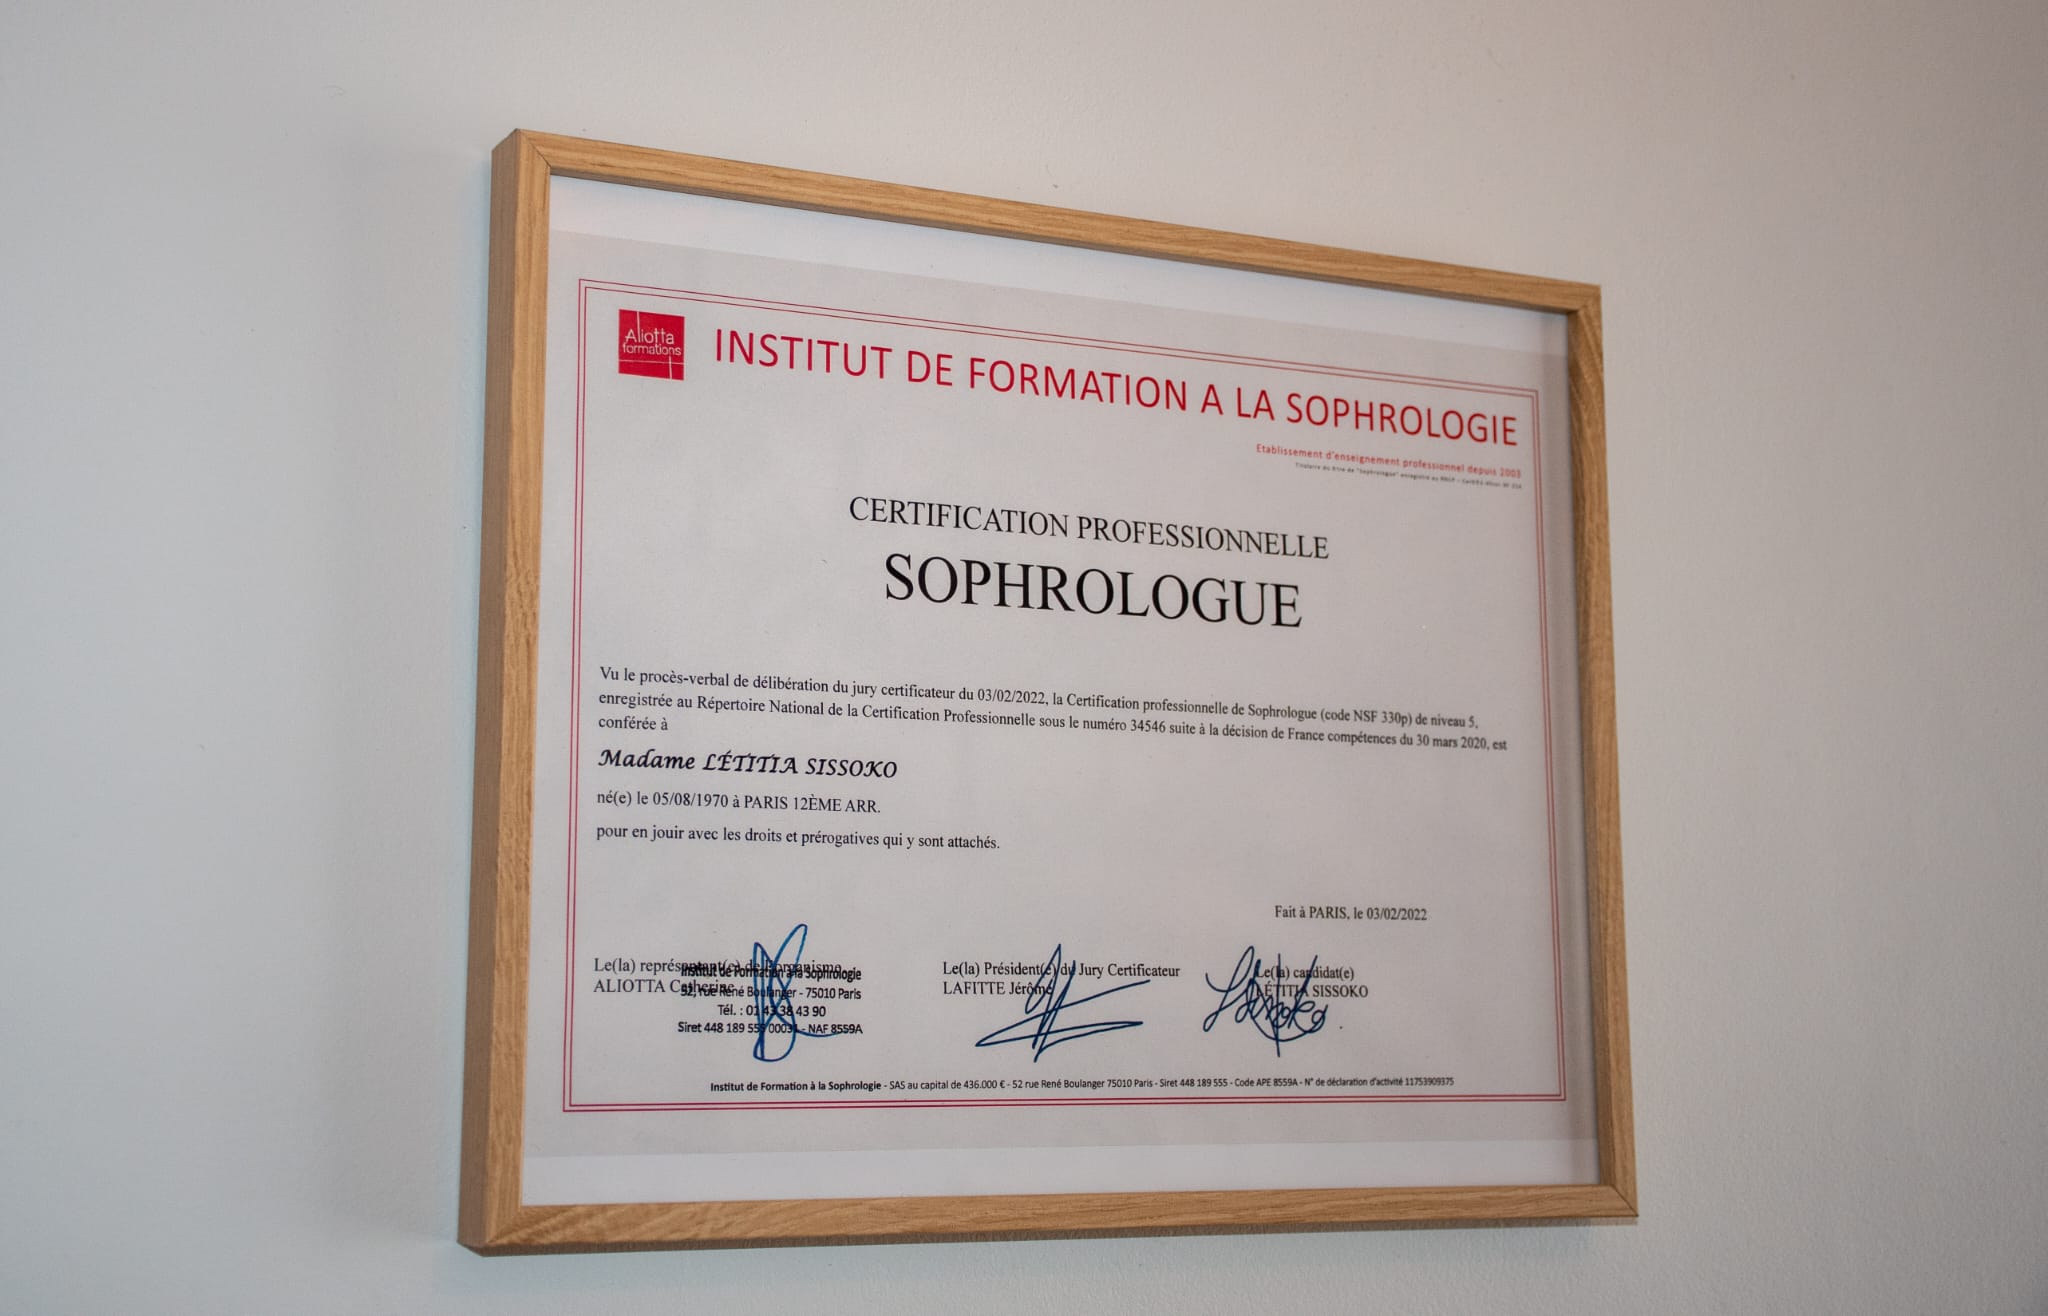 Aliotta
formations
INSTITUT DE FORMATION A LA SOPHROLOGIE
Etablissement d'enseignement professionnel depuis 2003
Titulaire du titre de "Sophrologue" enregistré au RNCP
CERTIFICATION PROFESSIONNELLE
SOPHROLOGUE
Vu le procès-verbal de délibération du jury certificateur du 03/02/2022, la Certification professionnelle de Sophrologue (code NSF 330p) de niveau 5,
enregistrée au Répertoire National de la Certification Professionnelle sous le numéro 34546 suite à la décision de France compétences du 30 mars 2020, est
conférée à
Madame LÉTITIA SISSOKO
né(e) le 05/08/1970 à PARIS 12ÈME ARR.
pour en jouir avec les droits et prérogatives qui y sont attachés.
Fait à PARIS, le 03/02/2022
Le(la) représentant(e) de l'organisme
ALIOTTA Catherine
Institut de Formation à la Sophrologie
52, rue René Boulanger - 75010 Paris
Tél. : 01 43 38 43 90
Siret 448 189 555 00031 - NAF 8559A
Le(la) Président(e) du Jury Certificateur
LAFITTE Jérôme
Le(la) candidat(e)
LÉTITIA SISSOKO
Institut de Formation à la Sophrologie - SAS au capital de 436.000 € - 52 rue René Boulanger 75010 Paris - Siret 448 189 555 - Code APE 8559A - N° de déclaration d'activité 11753909375